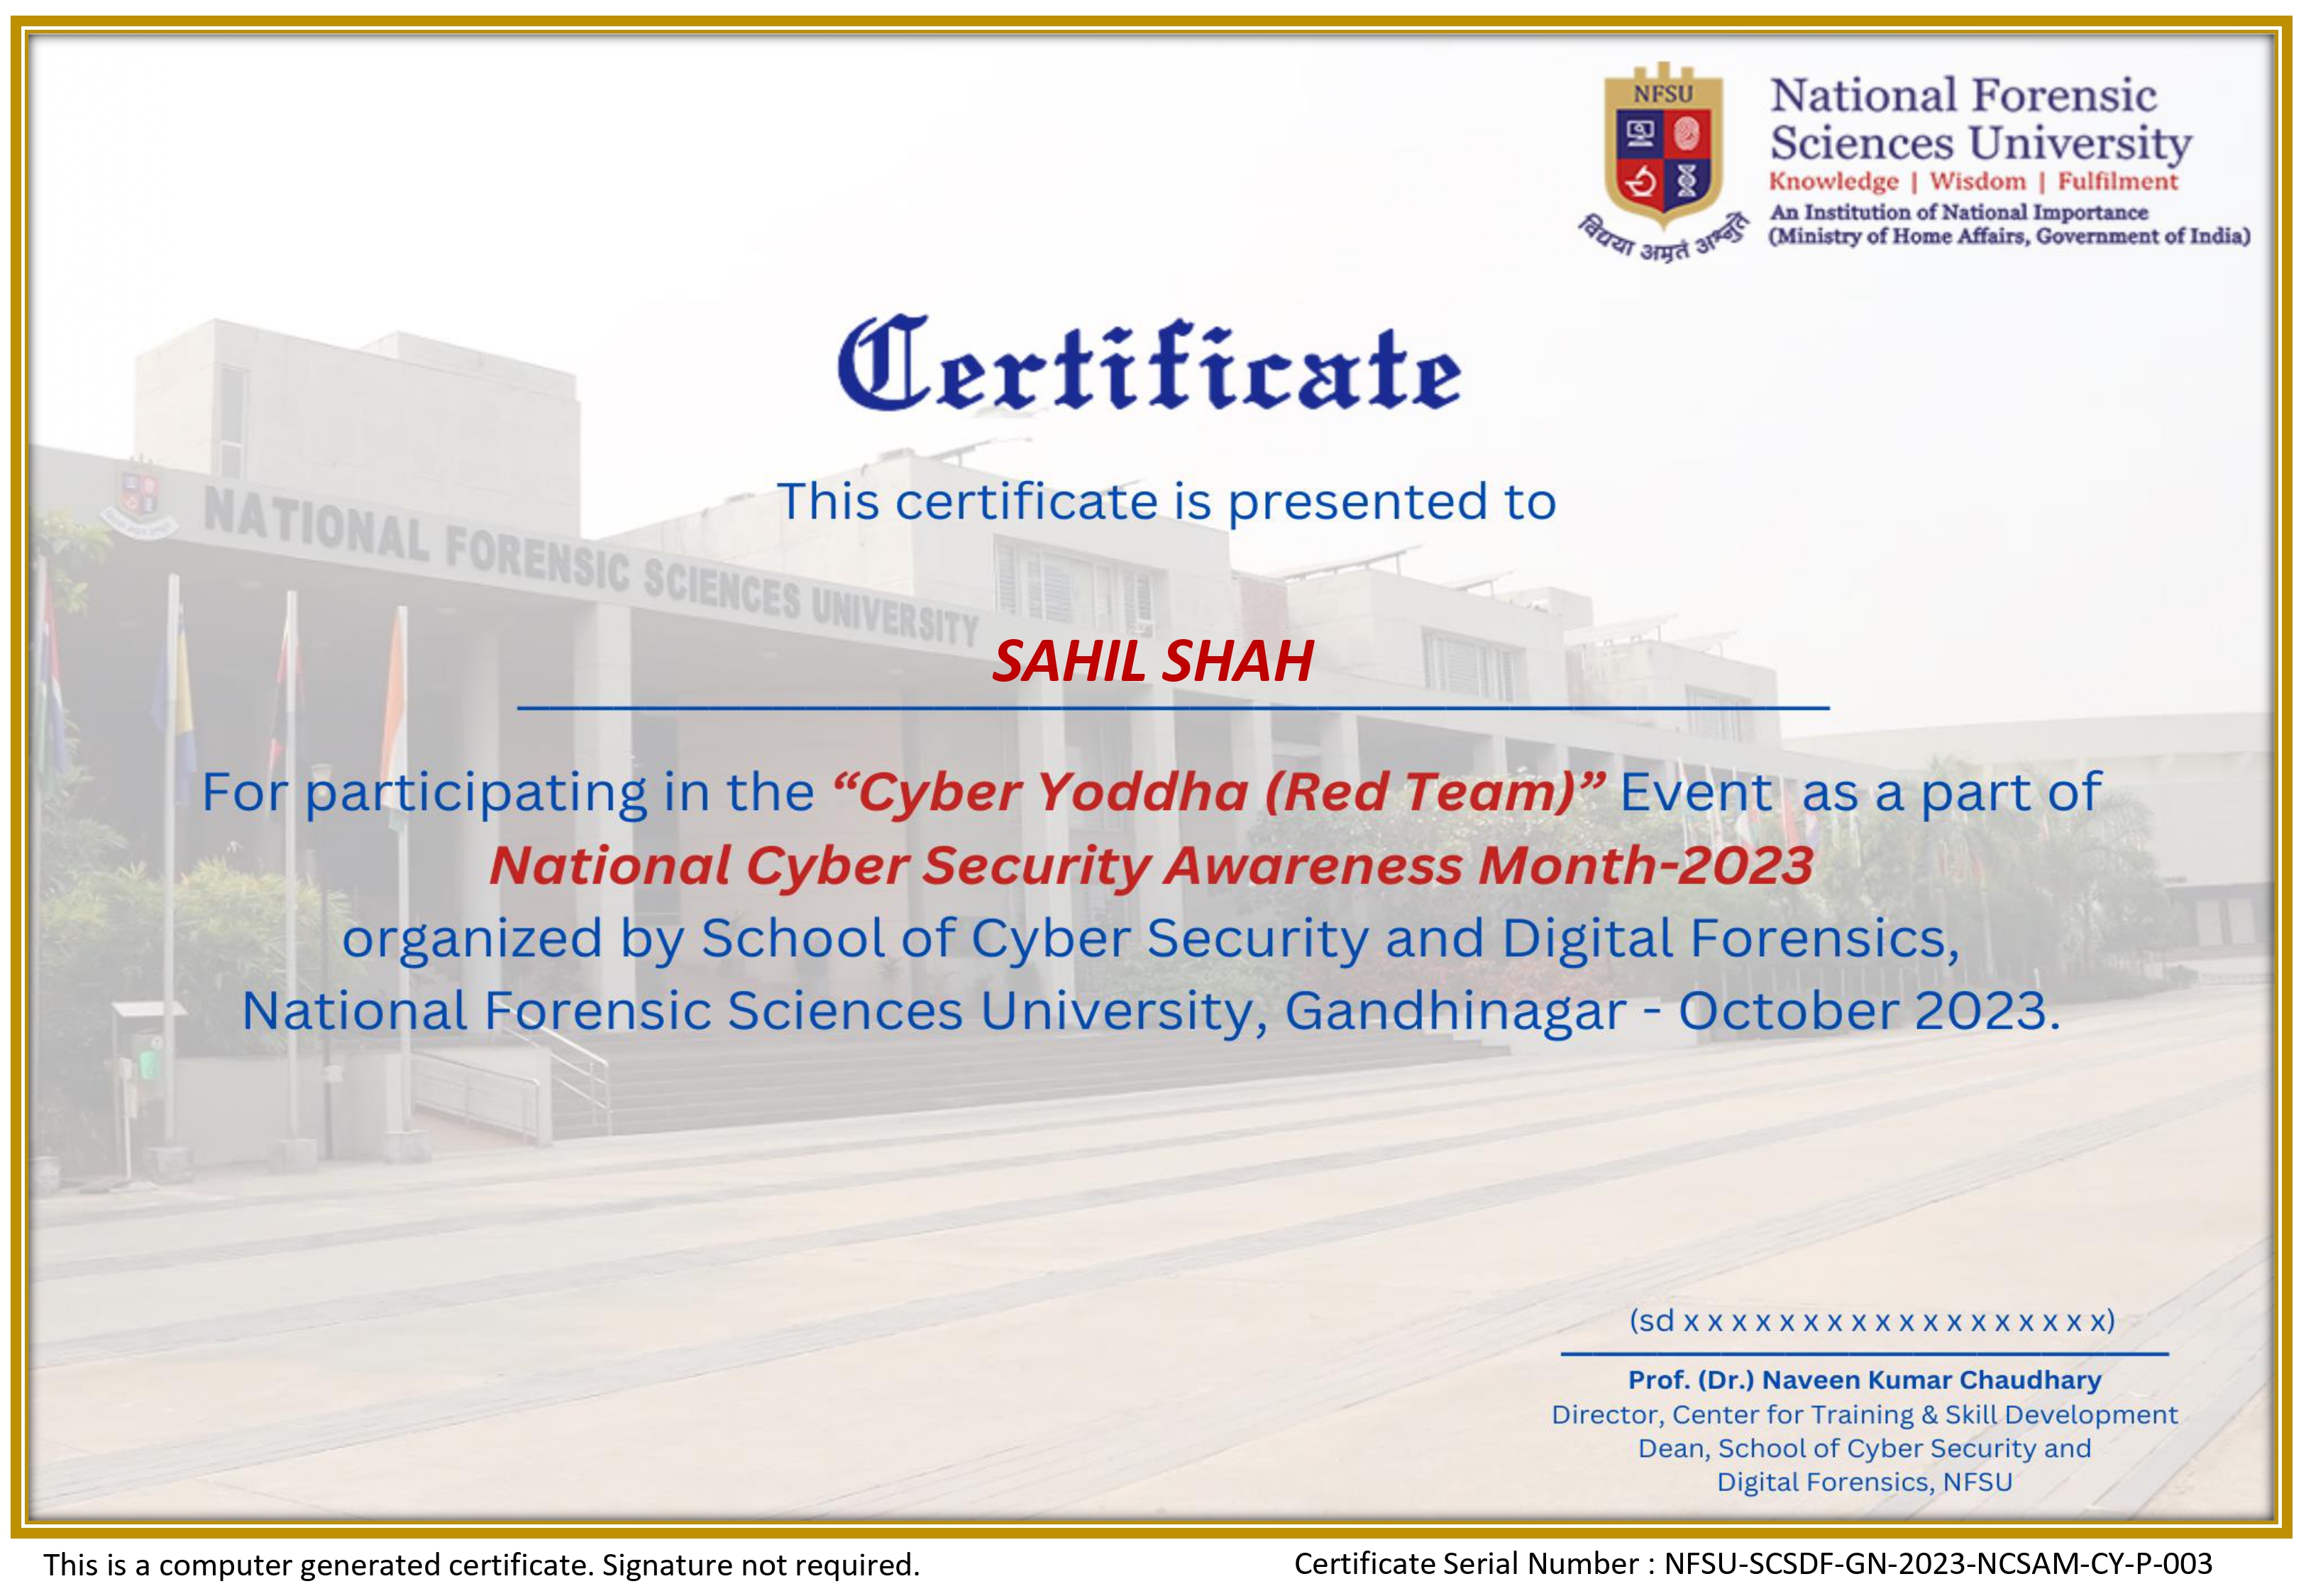 NFSU
विद्यया अमृतं अश्नुते
National Forensic
Sciences University
Knowledge | Wisdom | Fulfilment
An Institution of National Importance
(Ministry of Home Affairs, Government of India)
Certificate
This certificate is presented to
NATIONAL FORENSIC SCIENCES UNIVERSITY
SAHIL SHAH
For participating in the “Cyber Yoddha (Red Team)” Event as a part of
National Cyber Security Awareness Month-2023
organized by School of Cyber Security and Digital Forensics,
National Forensic Sciences University, Gandhinagar - October 2023.
(sd x x x x x x x x x x x x x x x x x x)
Prof. (Dr.) Naveen Kumar Chaudhary
Director, Center for Training & Skill Development
Dean, School of Cyber Security and
Digital Forensics, NFSU
This is a computer generated certificate. Signature not required.
Certificate Serial Number : NFSU-SCSDF-GN-2023-NCSAM-CY-P-003